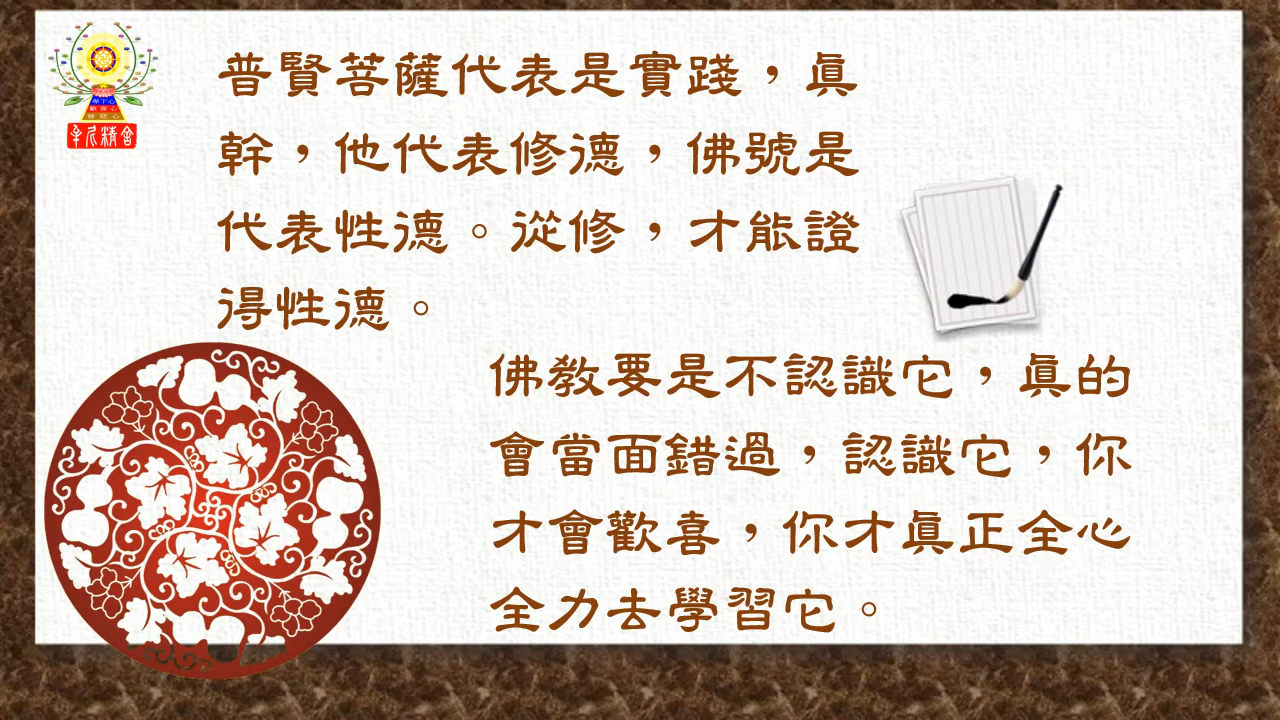 普賢菩薩代表是實踐，真
幹，他代表修德，佛號是
代表性德。從修，才能證
得性德。
佛教要是不認識它，真的
會當面錯過，認識它，你
才會歡喜，你才真正全心
全力去學習它。